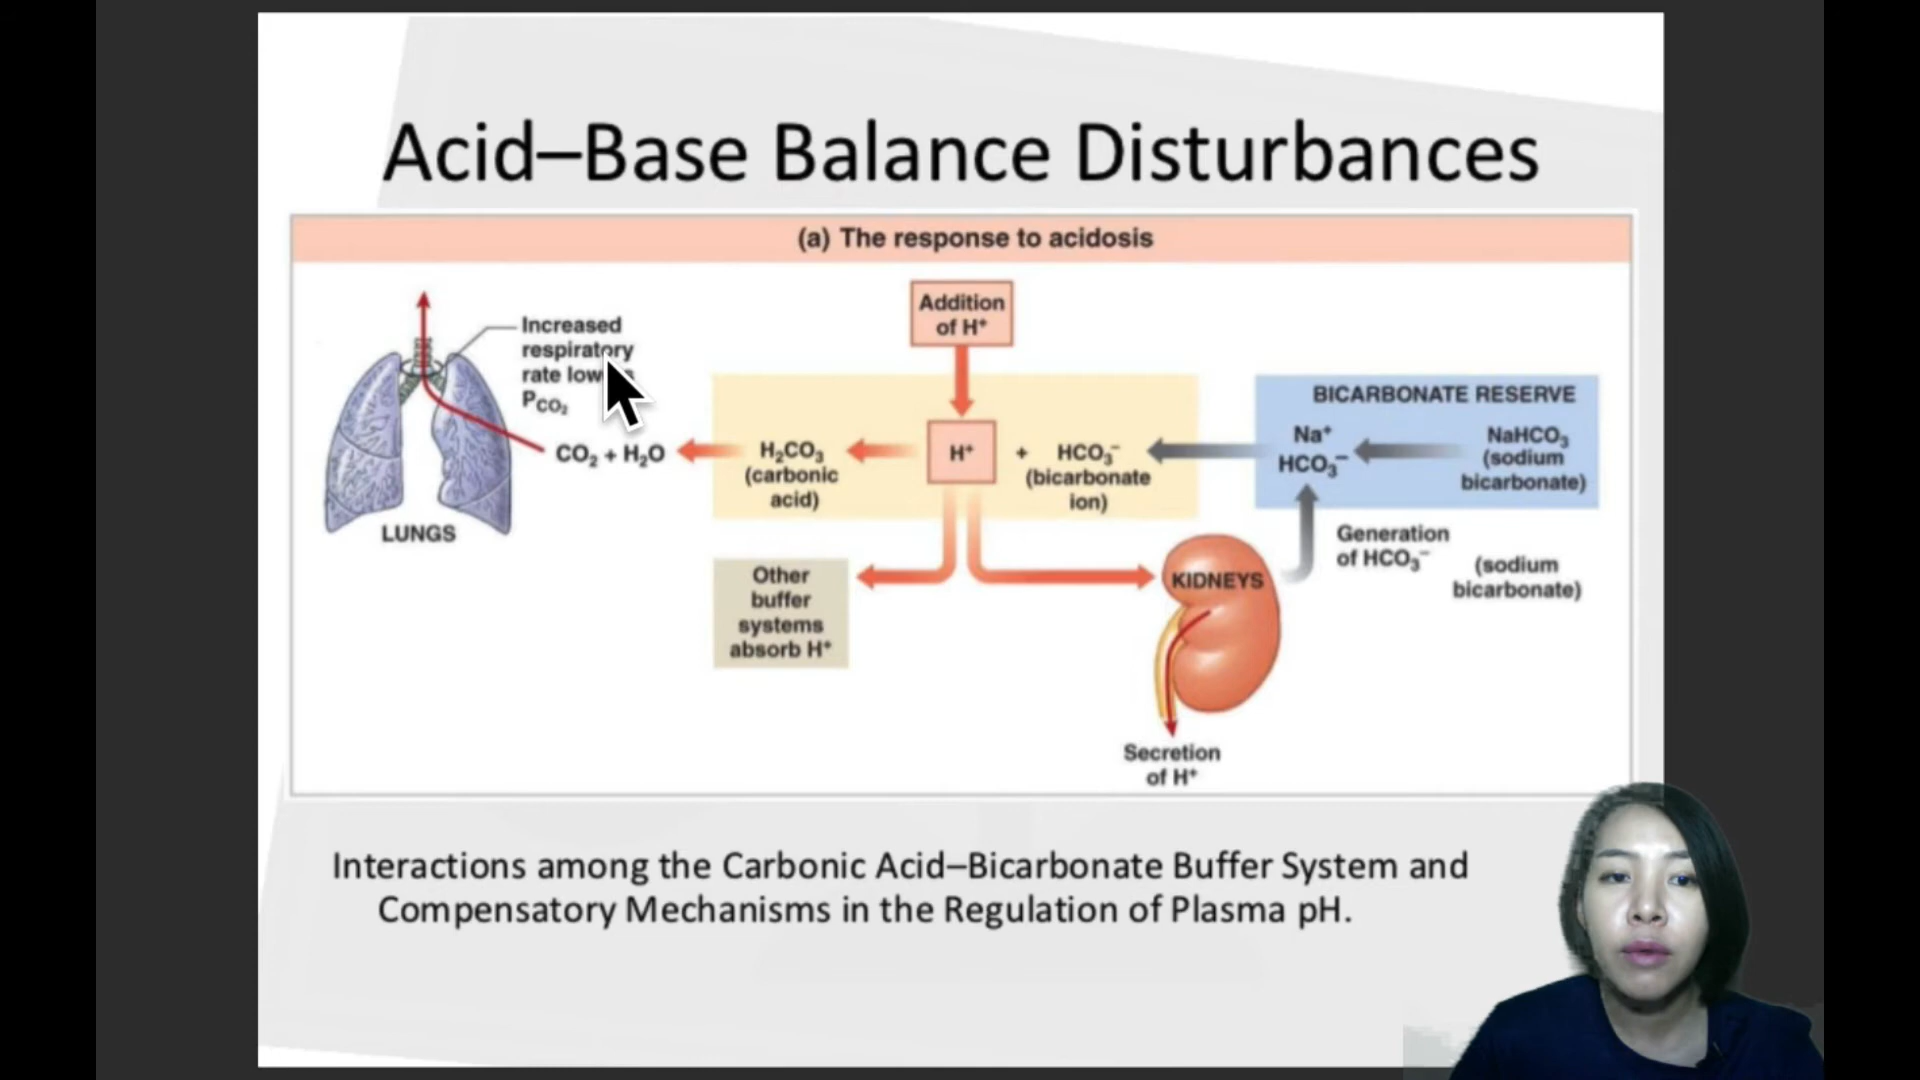 Acid–Base Balance Disturbances
(a) The response to acidosis
Increased
respiratory
rate
P_CO₂
LUNGS
CO₂ + H₂O
H₂CO₃
(carbonic
acid)
Addition
of H⁺
H⁺
+ HCO₃⁻
(bicarbonate
ion)
BICARBONATE RESERVE
Na⁺
HCO₃⁻
NaHCO₃
(sodium
bicarbonate)
Generation
of HCO₃⁻
(sodium
bicarbonate)
Other
buffer
systems
absorb H⁺
KIDNEYS
Secretion
of H⁺
Interactions among the Carbonic Acid–Bicarbonate Buffer System and
Compensatory Mechanisms in the Regulation of Plasma pH.